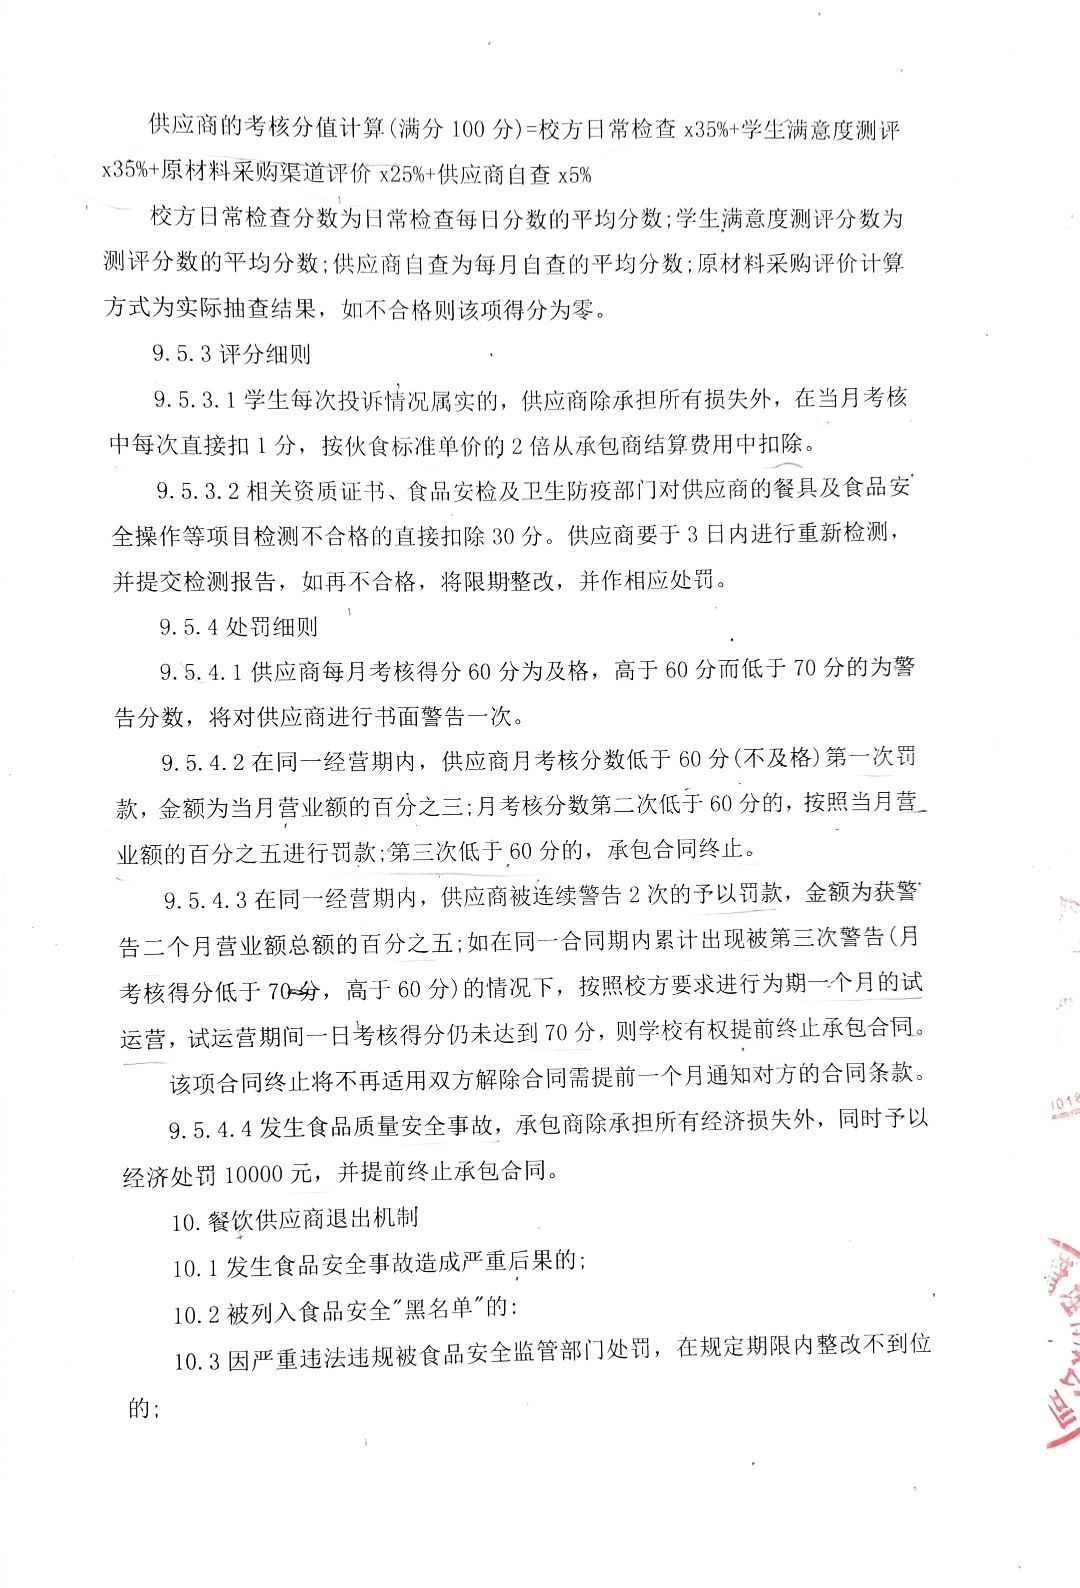 供应商的考核分值计算(满分 100 分)=校方日常检查 x35%+学生满意度测评
x35%+原材料采购渠道评价 x25%+供应商自查 x5%
校方日常检查分数为日常检查每日分数的平均分数;学生满意度测评分数为
测评分数的平均分数;供应商自查为每月自查的平均分数;原材料采购评价计算
方式为实际抽查结果，如不合格则该项得分为零。
9.5.3 评分细则
9.5.3.1 学生每次投诉情况属实的，供应商除承担所有损失外，在当月考核
中每次直接扣 1 分，按伙食标准单价的 2 倍从承包商结算费用中扣除。
9.5.3.2 相关资质证书、食品安检及卫生防疫部门对供应商的餐具及食品安
全操作等项目检测不合格的直接扣除 30 分。供应商要于 3 日内进行重新检测，
并提交检测报告，如再不合格，将限期整改，并作相应处罚。
9.5.4 处罚细则
9.5.4.1 供应商每月考核得分 60 分为及格，高于 60 分而低于 70 分的为警
告分数，将对供应商进行书面警告一次。
9.5.4.2 在同一经营期内，供应商月考核分数低于 60 分(不及格)第一次罚
款，金额为当月营业额的百分之三;月考核分数第二次低于 60 分的，按照当月营
业额的百分之五进行罚款;第三次低于 60 分的，承包合同终止。
9.5.4.3 在同一经营期内，供应商被连续警告 2 次的予以罚款，金额为获警
告二个月营业额总额的百分之五;如在同一合同期内累计出现被第三次警告(月
考核得分低于 70 分，高于 60 分)的情况下，按照校方要求进行为期一个月的试
运营，试运营期间一日考核得分仍未达到 70 分，则学校有权提前终止承包合同。
该项合同终止将不再适用双方解除合同需提前一个月通知对方的合同条款。
9.5.4.4 发生食品质量安全事故，承包商除承担所有经济损失外，同时予以
经济处罚 10000 元，并提前终止承包合同。
10. 餐饮供应商退出机制
10.1 发生食品安全事故造成严重后果的;
10.2 被列入食品安全"黑名单"的:
10.3 因严重违法违规被食品安全监管部门处罚，在规定期限内整改不到位
的;